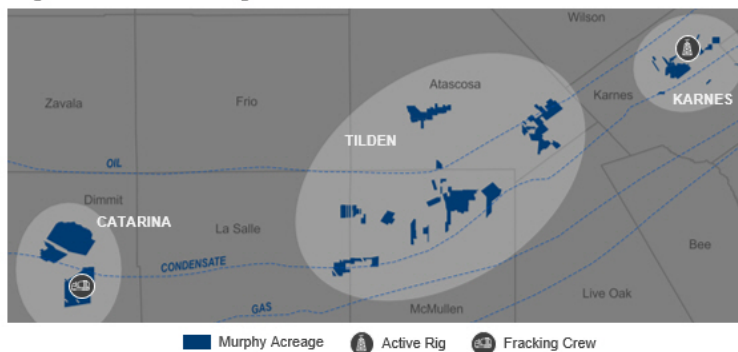 Wilson
Zavala
Frio
Atascosa
Karnes
KARNES
TILDEN
OIL
Dimmit
CATARINA
La Salle
CONDENSATE
Bee
GAS
McMullen
Live Oak
Murphy Acreage
Active Rig
Fracking Crew